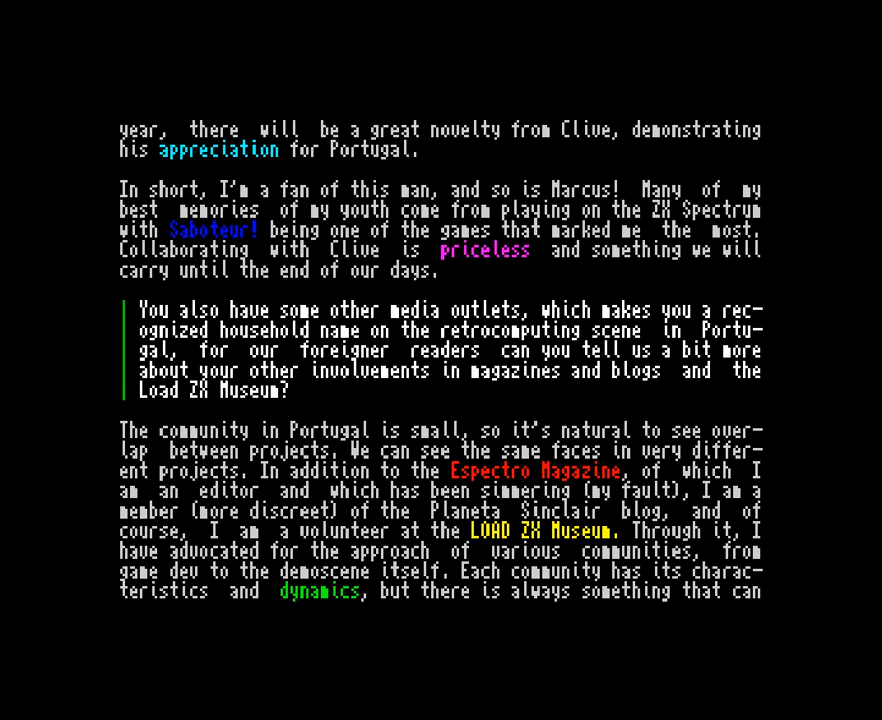 year, there will be a great novelty from Clive, demonstrating
his appreciation for Portugal.
In short, I'm a fan of this man, and so is Marcus! Many of my
best memories of my youth come from playing on the ZX Spectrum
with Saboteur! being one of the games that marked me the most.
Collaborating with Clive is priceless and something we will
carry until the end of our days.
You also have some other media outlets, which makes you a rec-
ognized household name on the retrocomputing scene in Portu-
gal, for our foreigner readers can you tell us a bit more
about your other involvements in magazines and blogs and the
Load ZX Museum?
The community in Portugal is small, so it's natural to see over-
lap between projects. We can see the same faces in very differ-
ent projects. In addition to the Espectro Magazine, of which I
am an editor and which has been simmering (my fault), I am a
member (more discreet) of the Planeta Sinclair blog, and of
course, I am a volunteer at the LOAD ZX Museum. Through it, I
have advocated for the approach of various communities, from
game dev to the demoscene itself. Each community has its charac-
teristics and dynamics, but there is always something that can